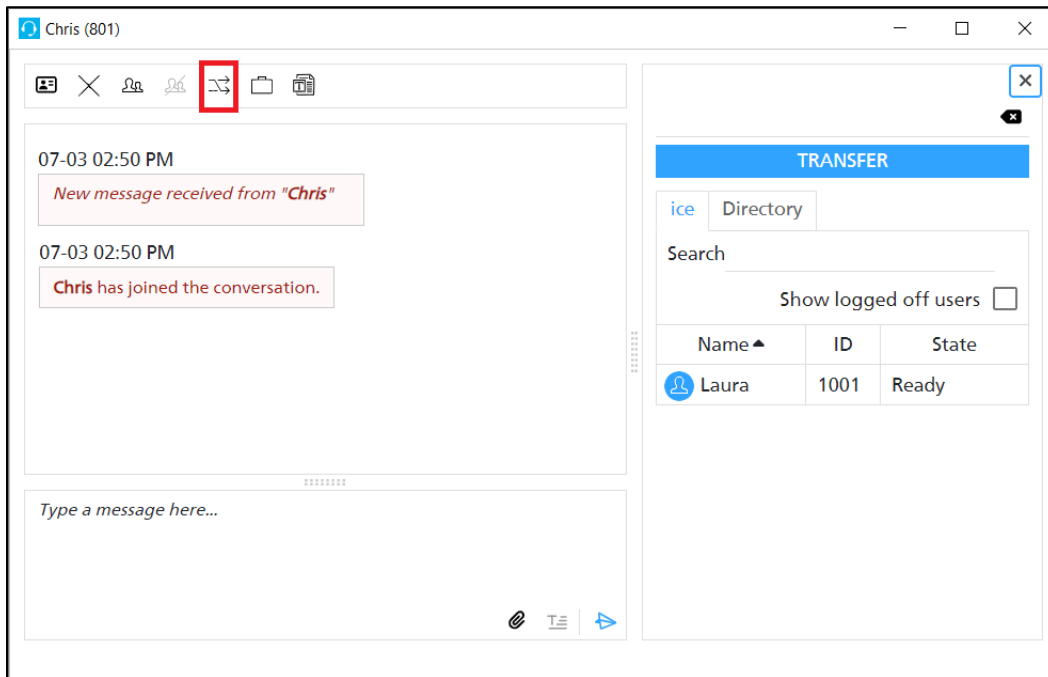 Chris (801)
07-03 02:50 PM
New message received from "Chris"
07-03 02:50 PM
Chris has joined the conversation.
Type a message here...
TRANSFER
ice Directory
Search
Show logged off users
Name ID State
Laura 1001 Ready